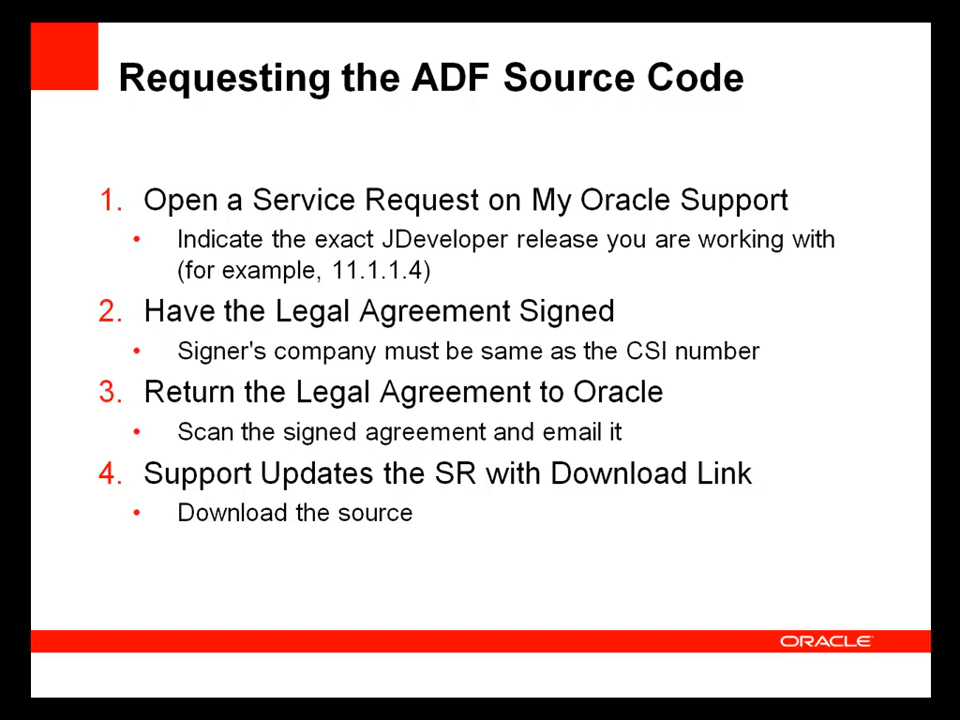 Requesting the ADF Source Code
1. Open a Service Request on My Oracle Support
• Indicate the exact JDeveloper release you are working with
(for example, 11.1.1.4)
2. Have the Legal Agreement Signed
• Signer's company must be same as the CSI number
3. Return the Legal Agreement to Oracle
• Scan the signed agreement and email it
4. Support Updates the SR with Download Link
• Download the source
ORACLE